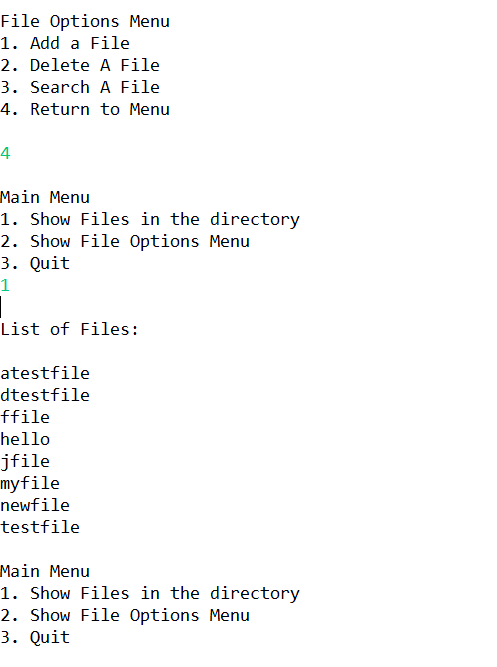 File Options Menu
1. Add a File
2. Delete A File
3. Search A File
4. Return to Menu
4
Main Menu
1. Show Files in the directory
2. Show File Options Menu
3. Quit
1
List of Files:
atestfile
dtestfile
ffile
hello
jfile
myfile
newfile
testfile
Main Menu
1. Show Files in the directory
2. Show File Options Menu
3. Quit